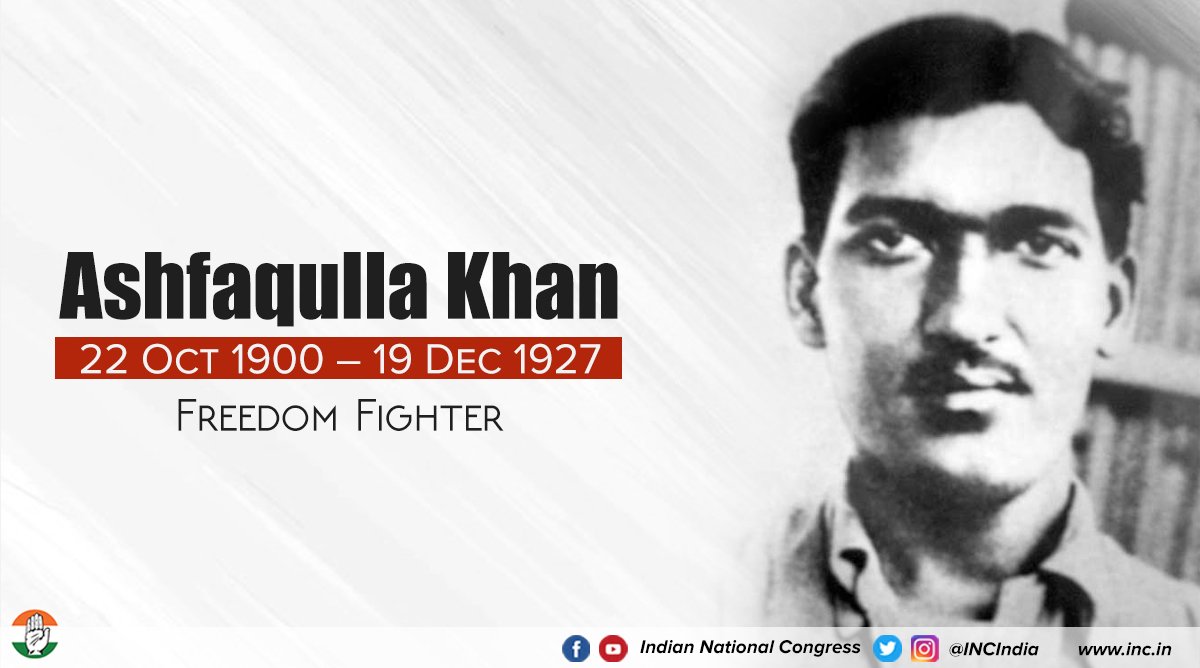 Ashfaqulla Khan
22 Oct 1900 – 19 Dec 1927
Freedom Fighter
Indian National Congress @INCIndia www.inc.in